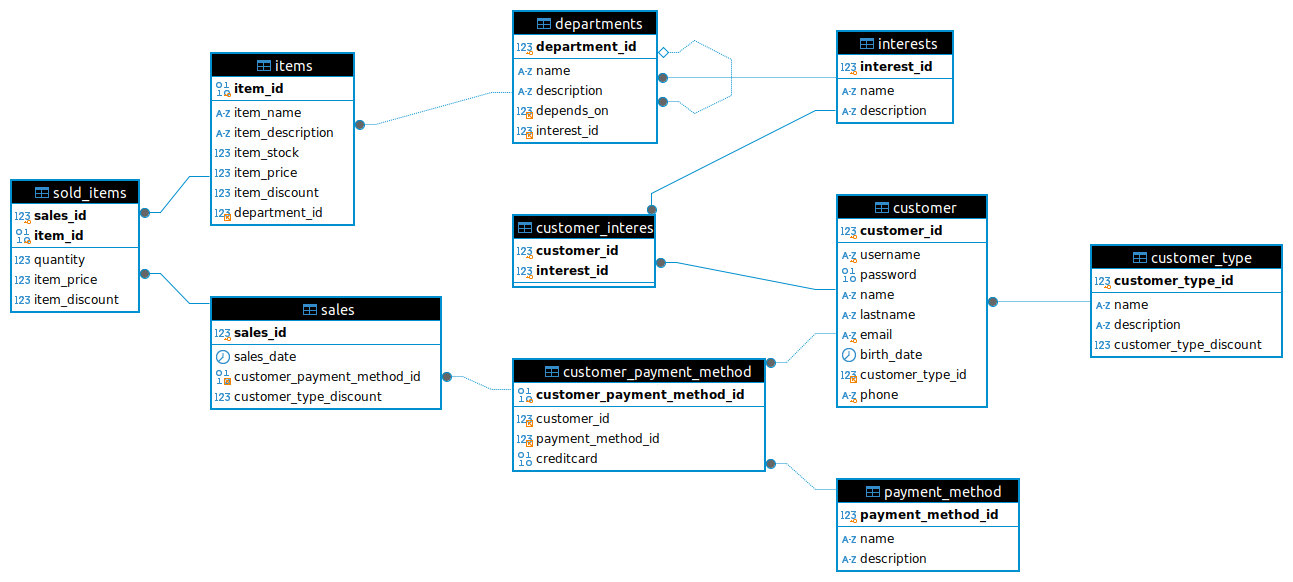 departments
department_id
name
description
depends_on
interest_id
interests
interest_id
name
description
items
item_id
item_name
item_description
item_stock
item_price
item_discount
department_id
sold_items
sales_id
item_id
quantity
item_price
item_discount
customer_interes
customer_id
interest_id
customer
customer_id
username
password
name
lastname
email
birth_date
customer_type_id
phone
customer_type
customer_type_id
name
description
customer_type_discount
sales
sales_id
sales_date
customer_payment_method_id
customer_type_discount
customer_payment_method
customer_payment_method_id
customer_id
payment_method_id
creditcard
payment_method
payment_method_id
name
description